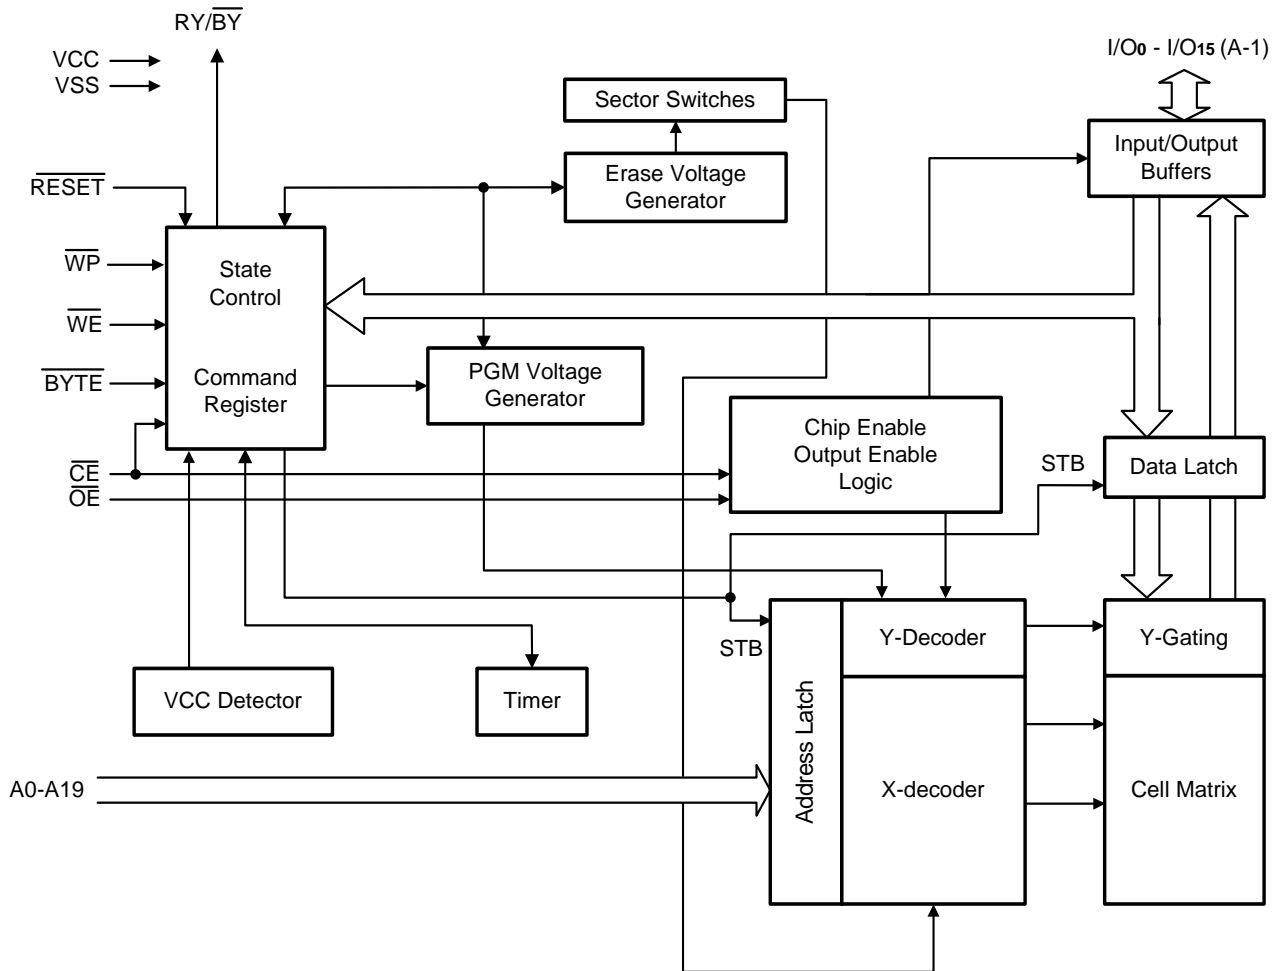 RY/BY
VCC
VSS
I/O0 - I/O15 (A-1)
Sector Switches
Input/Output
Buffers
Erase Voltage
Generator
RESET
WP
State
Control
WE
BYTE
Command
Register
PGM Voltage
Generator
CE
OE
Chip Enable
Output Enable
Logic
STB
Data Latch
STB
Y-Decoder
Y-Gating
VCC Detector
Timer
Address Latch
A0-A19
X-decoder
Cell Matrix